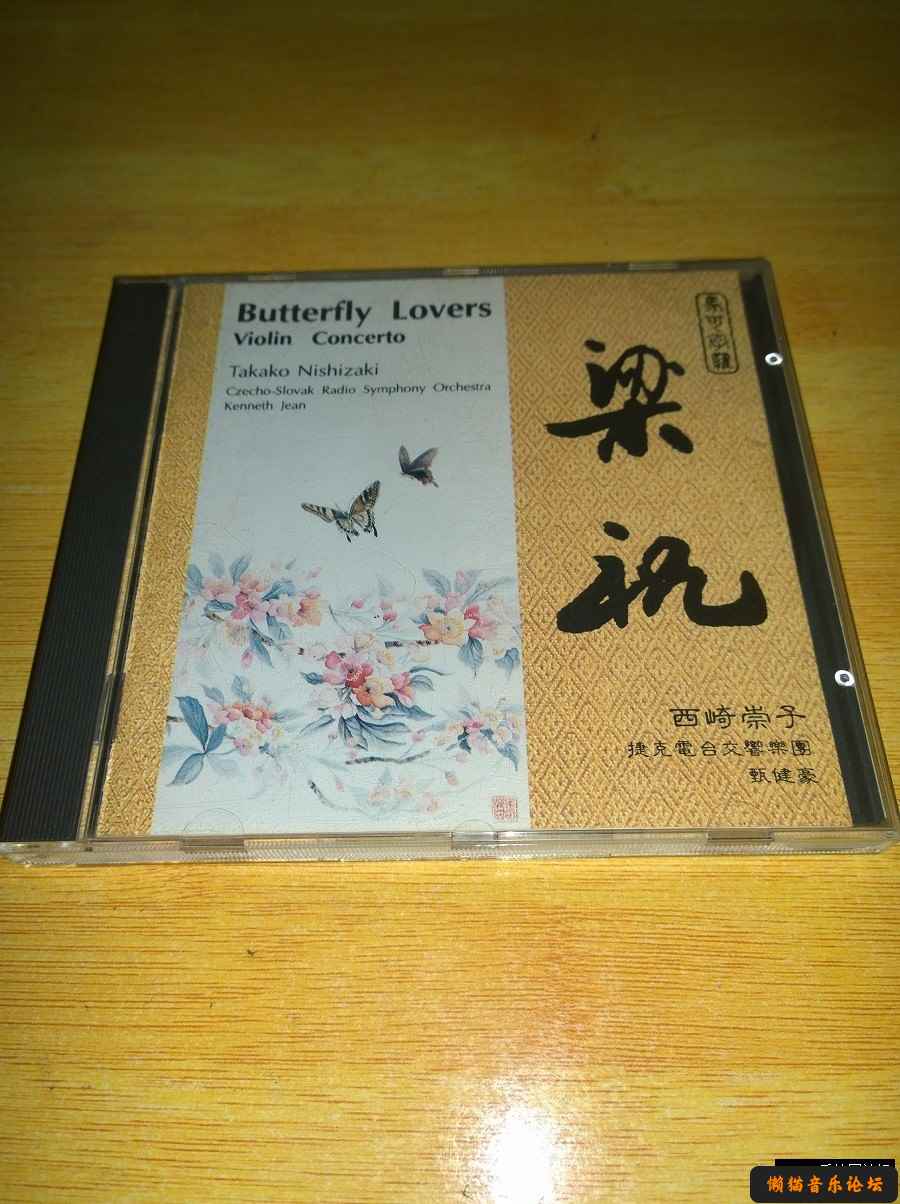 Butterfly Lovers
Violin Concerto
Takako Nishizaki
Czecho-Slovak Radio Symphony Orchestra
Kenneth Jean
梁
祝
西崎崇子
捷克電台交響樂團
甄健豪
懒猫音乐论坛